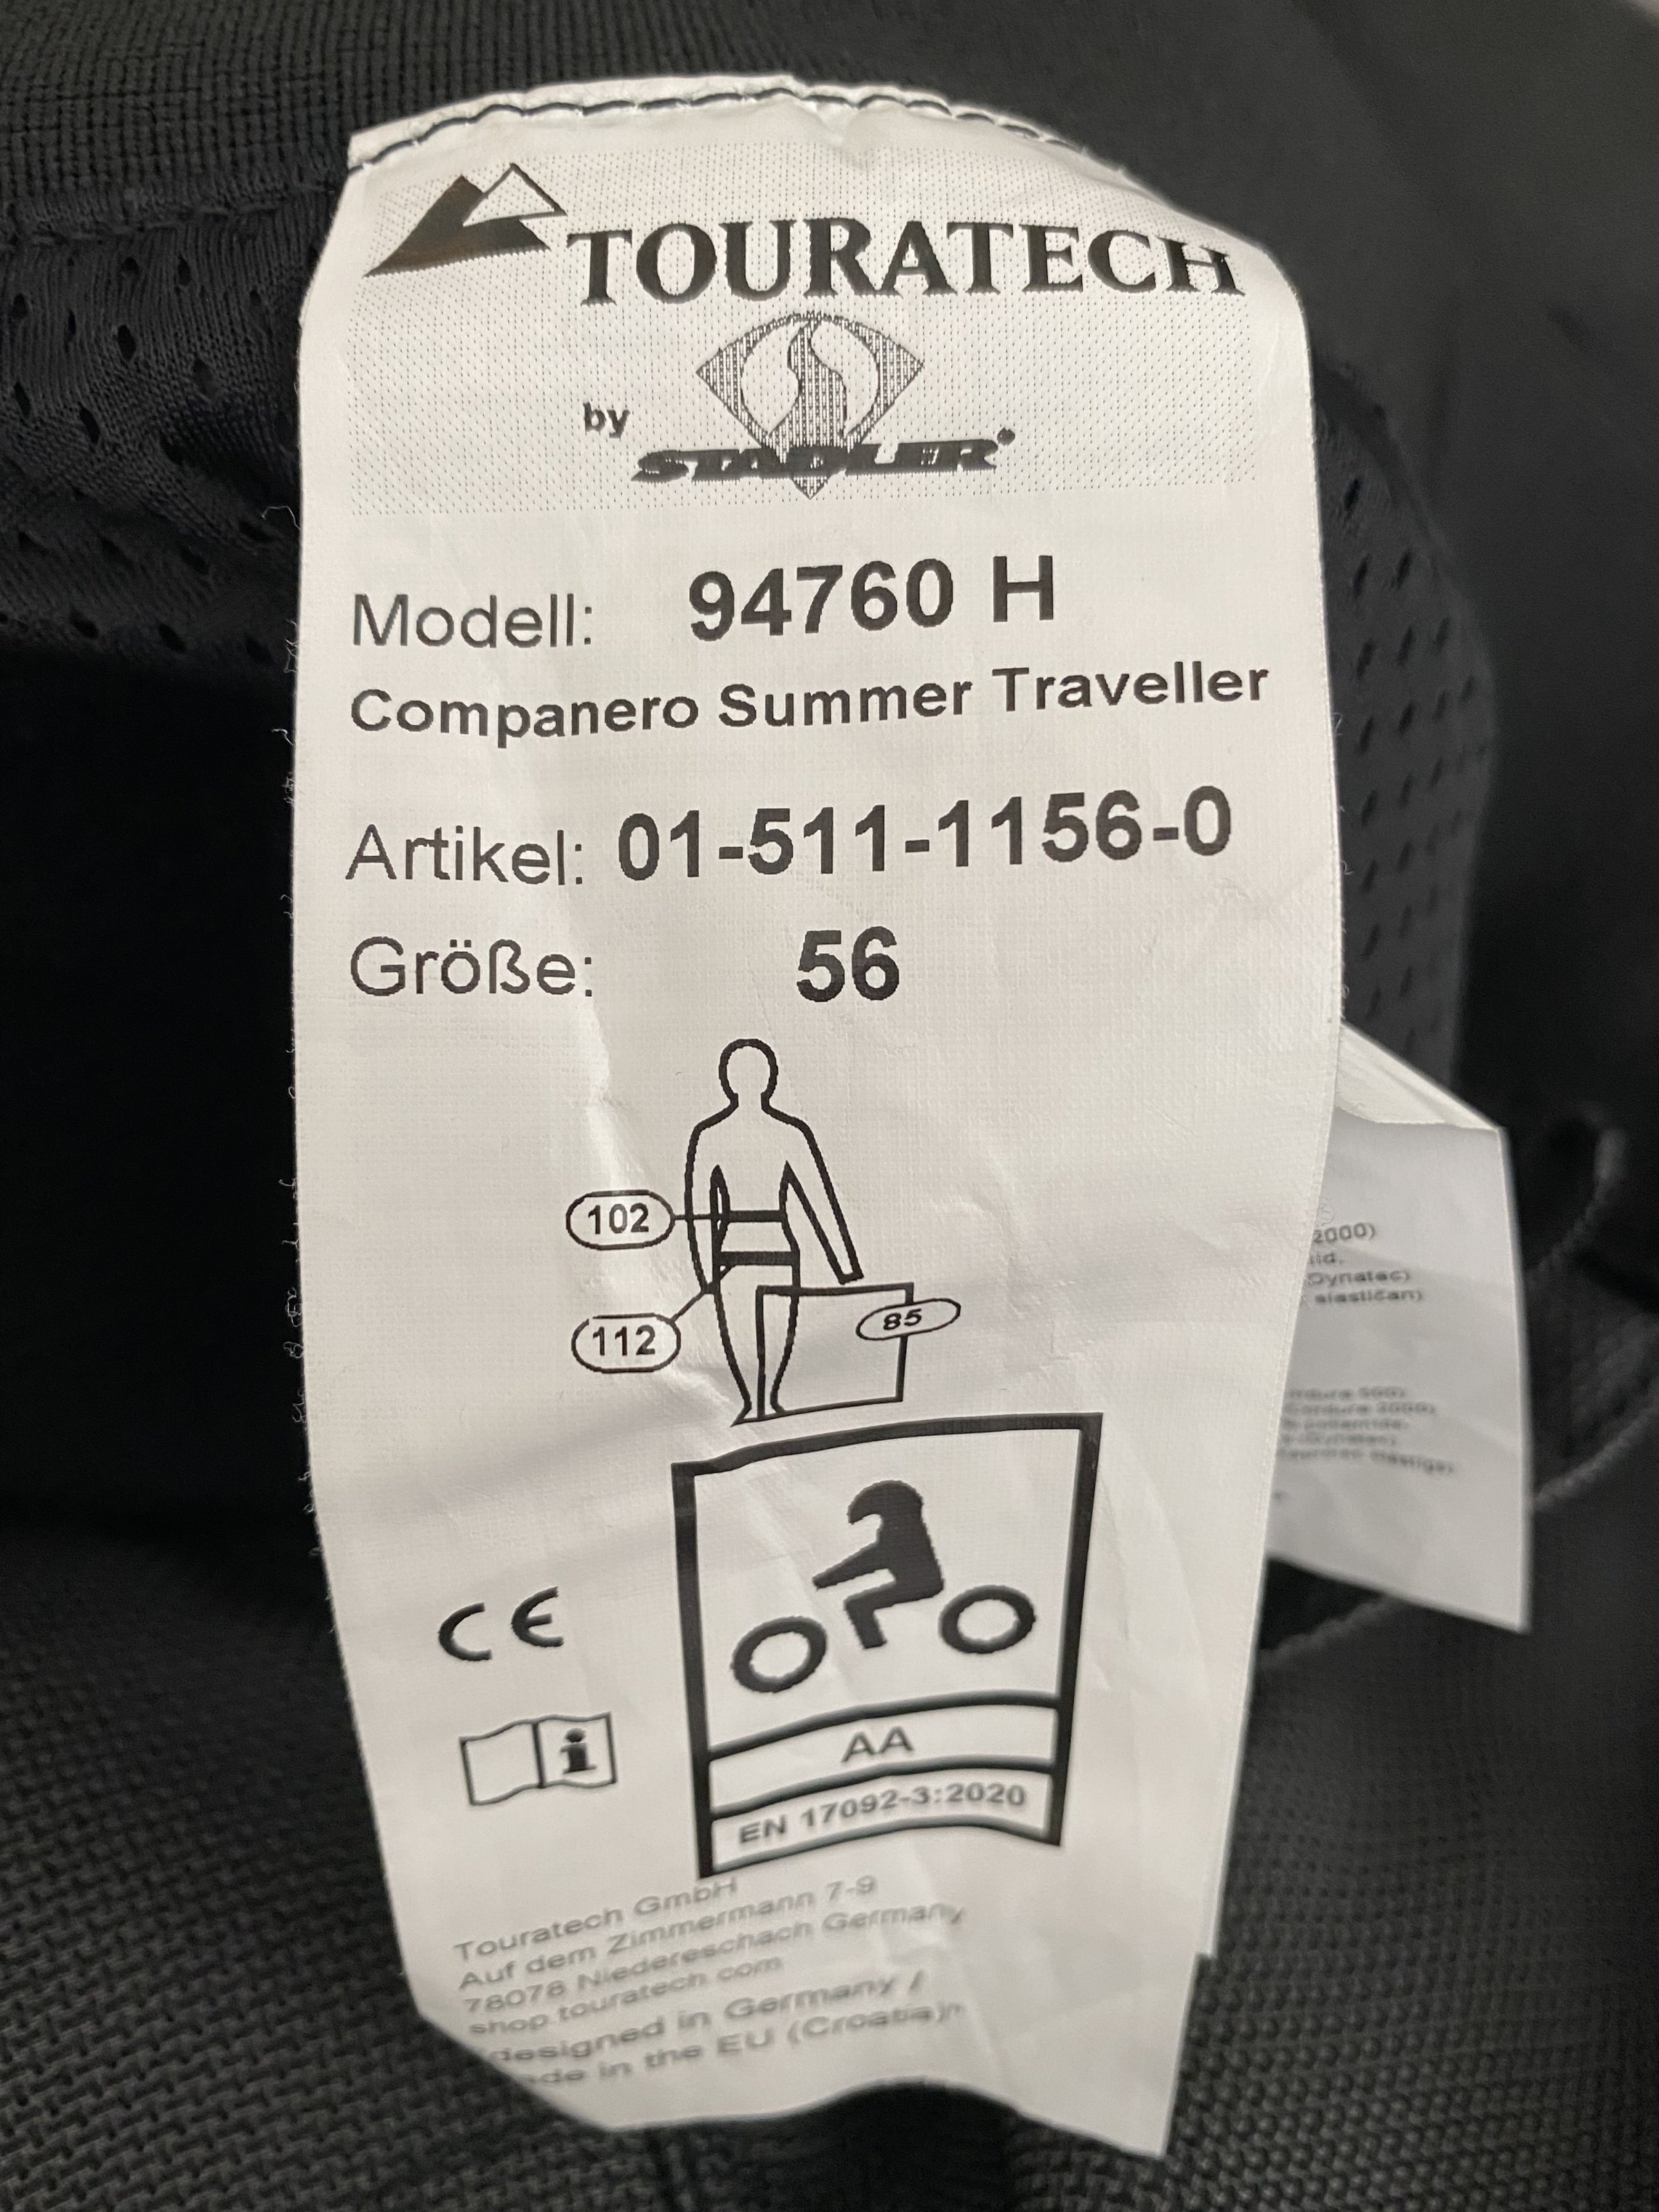 TOURATECH
by
STADLER
Modell: 94760 H
Companero Summer Traveller
Artikel: 01-511-1156-0
Größe: 56
102
112
85
CE
i
AA
EN 17092-3:2020
Touratech GmbH
Auf dem Zimmermann 7-9
78078 Niedereschach Germany
shop.touratech.com
designed in Germany /
in the EU (Croatia)
2000)
Dynatec)